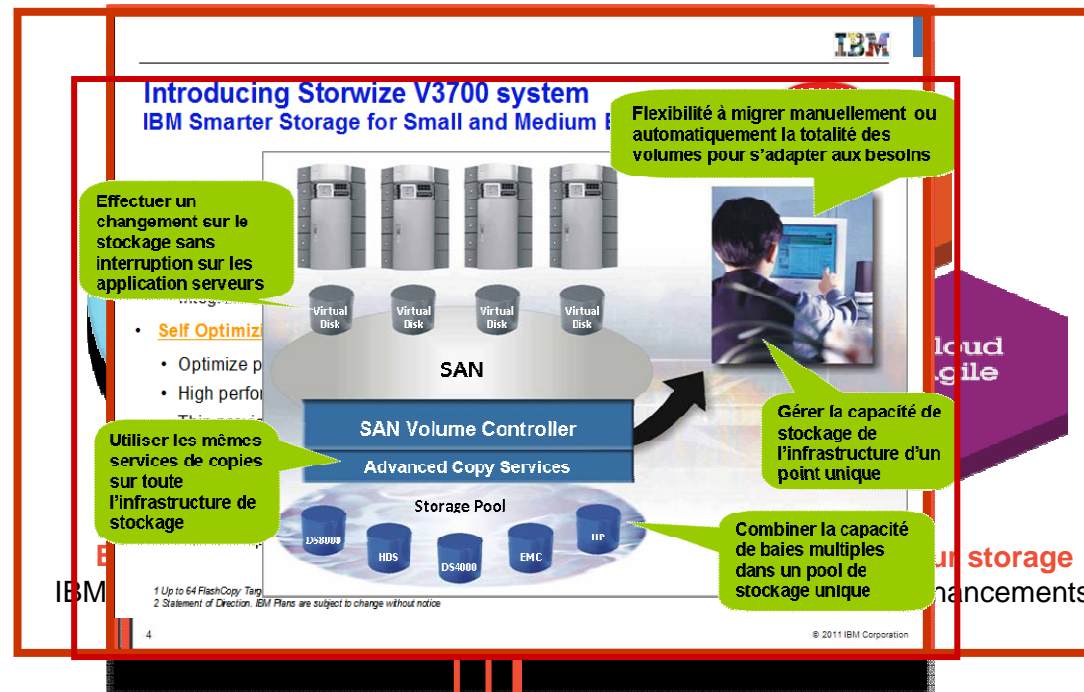 IBM
Introducing Storwize V3700 system
IBM Smarter Storage for Small and Medium
Flexibilité à migrer manuellement ou
automatiquement la totalité des
volumes pour s'adapter aux besoins
Effectuer un
changement sur le
stockage sans
interruption sur les
application serveurs
Virtual
Disk
Virtual
Disk
Virtual
Disk
Virtual
Disk
• Self Optimizi
• Optimize p
• High perfo
SAN
loud
gile
SAN Volume Controller
Advanced Copy Services
Gérer la capacité de
stockage de
l'infrastructure d'un
point unique
Utiliser les mêmes
services de copies
sur toute
l'infrastructure de
stockage
Storage Pool
DS8000
HDS
DS4000
EMC
HP
Combiner la capacité
de baies multiples
dans un pool de
stockage unique
ur storage
IBM
hancements
1 Up to 64 FlashCopy Targ
2 Statement of Direction. IBM Plans are subject to change without notice
4
© 2011 IBM Corporation